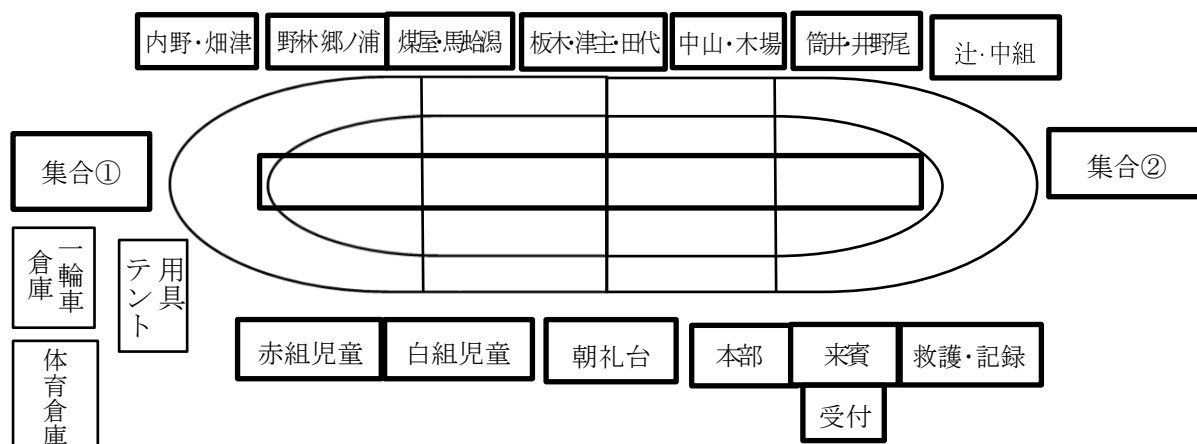 内野・畑津
野林郷ノ浦
煤屋・馬蛤潟
板木・津主・田代
中山・木場
筒井・井野尾
辻・中組
集合①
集合②
一輪車
倉庫
用具
テント
体育倉庫
赤組児童
白組児童
朝礼台
本部
来賓
救護・記録
受付